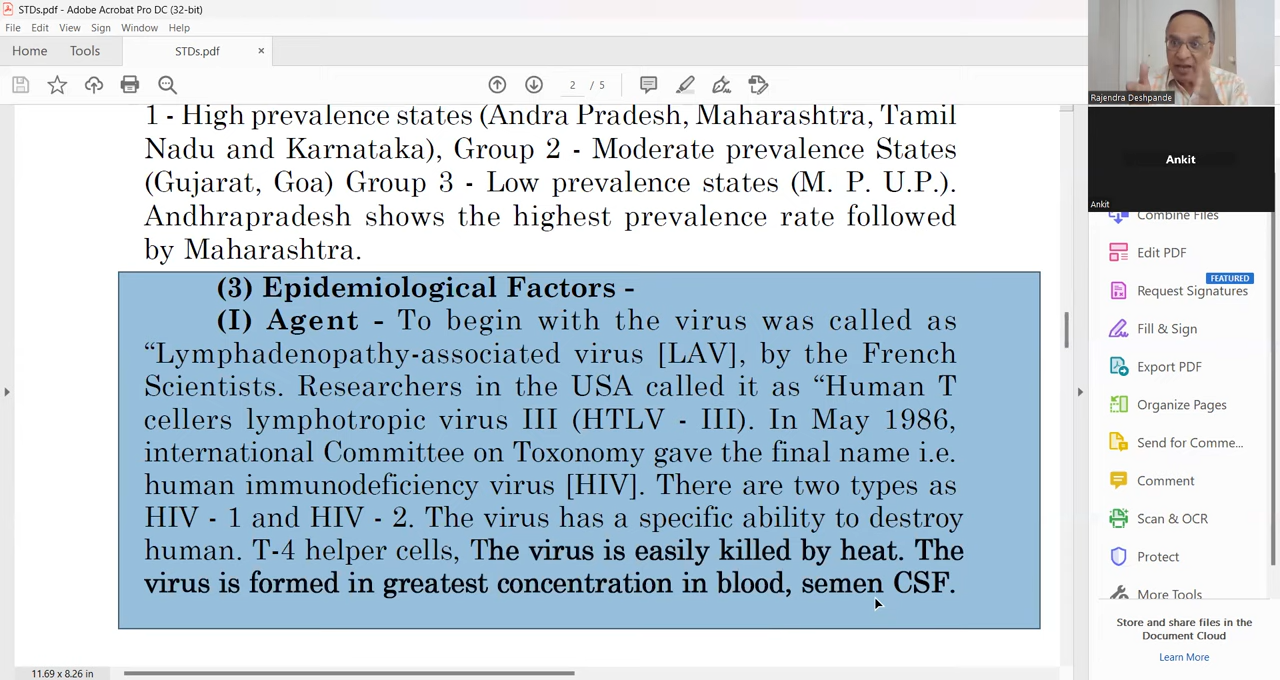 STDs.pdf - Adobe Acrobat Pro DC (32-bit)
File Edit View Sign Window Help
Home Tools STDs.pdf ×
2 / 5
1 - High prevalence states (Andra Pradesh, Maharashtra, Tamil
Nadu and Karnataka), Group 2 - Moderate prevalence States
(Gujarat, Goa) Group 3 - Low prevalence states (M. P. U.P.).
Andhrapradesh shows the highest prevalence rate followed
by Maharashtra.
(3) Epidemiological Factors -
(I) Agent - To begin with the virus was called as
“Lymphadenopathy-associated virus [LAV], by the French
Scientists. Researchers in the USA called it as “Human T
cellers lymphotropic virus III (HTLV - III). In May 1986,
international Committee on Toxonomy gave the final name i.e.
human immunodeficiency virus [HIV]. There are two types as
HIV - 1 and HIV - 2. The virus has a specific ability to destroy
human. T-4 helper cells, The virus is easily killed by heat. The
virus is formed in greatest concentration in blood, semen CSF.
11.69 x 8.26 in
Rajendra Deshpande
Ankit
Ankit
Combine Files
Edit PDF
FEATURED
Request Signatures
Fill & Sign
Export PDF
Organize Pages
Send for Comme...
Comment
Scan & OCR
Protect
More Tools
Store and share files in the
Document Cloud
Learn More